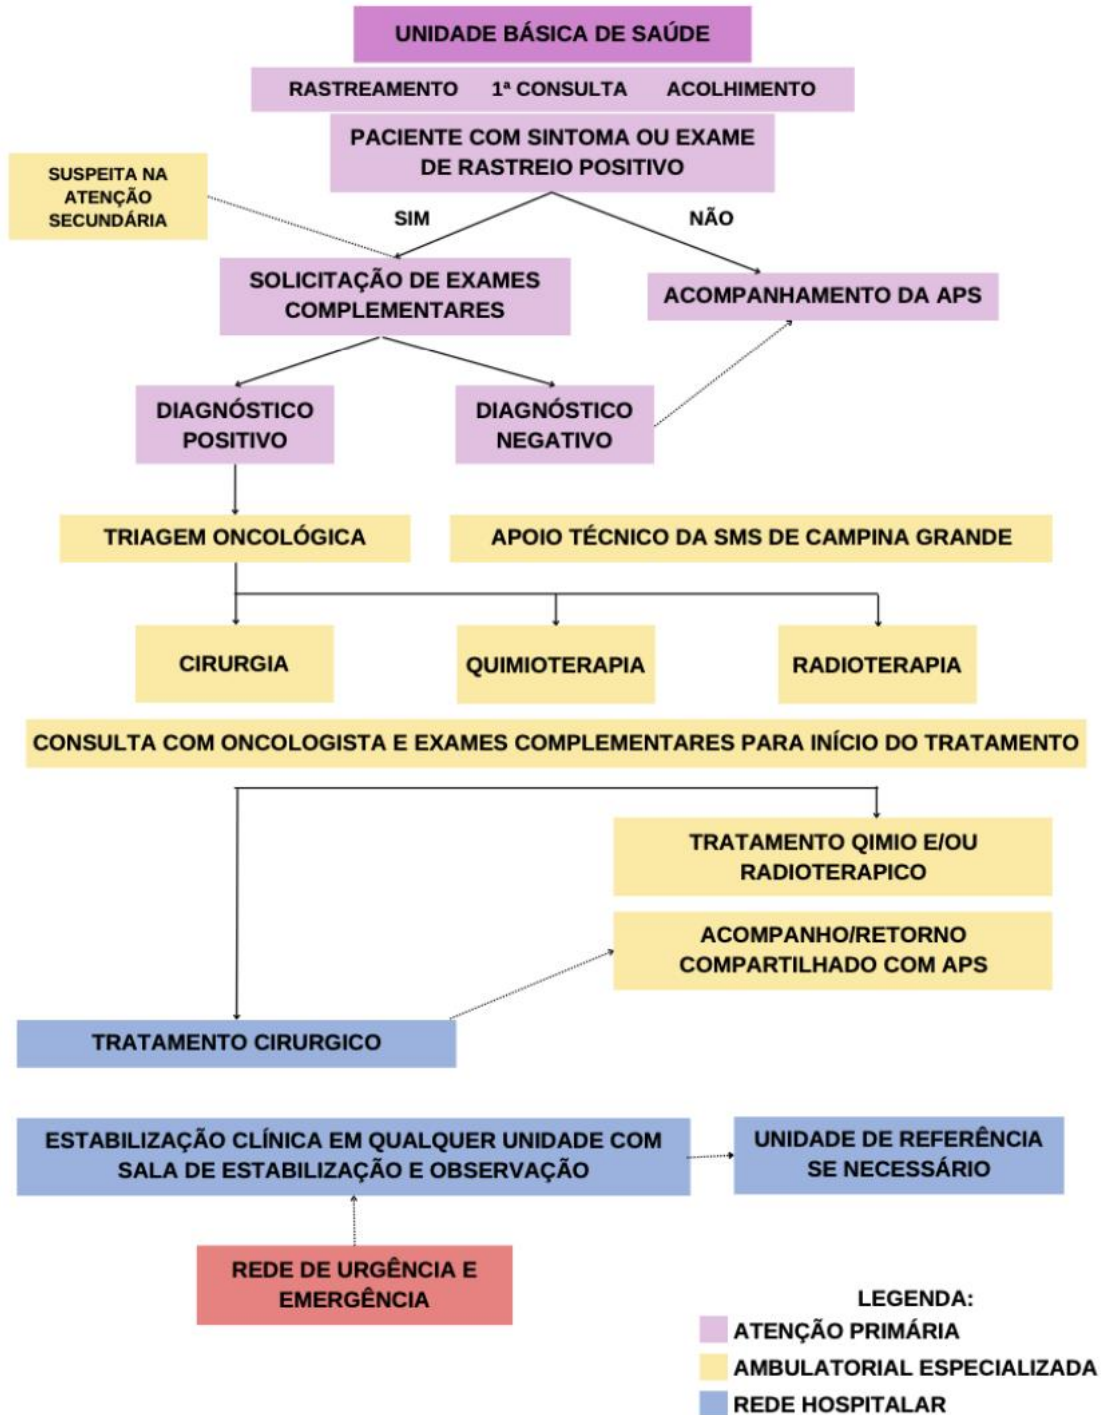 UNIDADE BÁSICA DE SAÚDE
RASTREAMENTO 1ª CONSULTA ACOLHIMENTO
PACIENTE COM SINTOMA OU EXAME
DE RASTREIO POSITIVO
SUSPEITA NA
ATENÇÃO
SECUNDÁRIA
SIM
NÃO
SOLICITAÇÃO DE EXAMES
COMPLEMENTARES
ACOMPANHAMENTO DA APS
DIAGNÓSTICO
POSITIVO
DIAGNÓSTICO
NEGATIVO
TRIAGEM ONCOLÓGICA
APOIO TÉCNICO DA SMS DE CAMPINA GRANDE
CIRURGIA
QUIMIOTERAPIA
RADIOTERAPIA
CONSULTA COM ONCOLOGISTA E EXAMES COMPLEMENTARES PARA INÍCIO DO TRATAMENTO
TRATAMENTO QIMIO E/OU
RADIOTERAPICO
ACOMPANHO/RETORNO
COMPARTILHADO COM APS
TRATAMENTO CIRURGICO
ESTABILIZAÇÃO CLÍNICA EM QUALQUER UNIDADE COM
SALA DE ESTABILIZAÇÃO E OBSERVAÇÃO
UNIDADE DE REFERÊNCIA
SE NECESSÁRIO
REDE DE URGÊNCIA E
EMERGÊNCIA
LEGENDA:
ATENÇÃO PRIMÁRIA
AMBULATORIAL ESPECIALIZADA
REDE HOSPITALAR